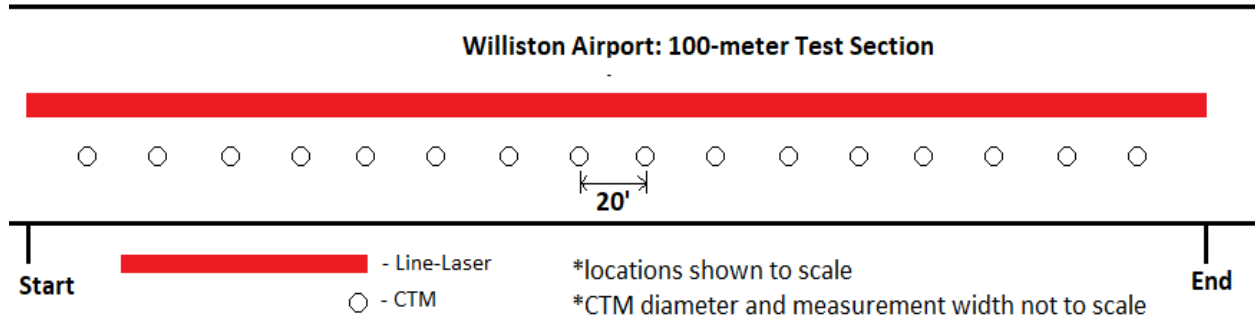 Williston Airport: 100-meter Test Section
-
20'
Start
- Line-Laser
- CTM
*locations shown to scale
*CTM diameter and measurement width not to scale
End